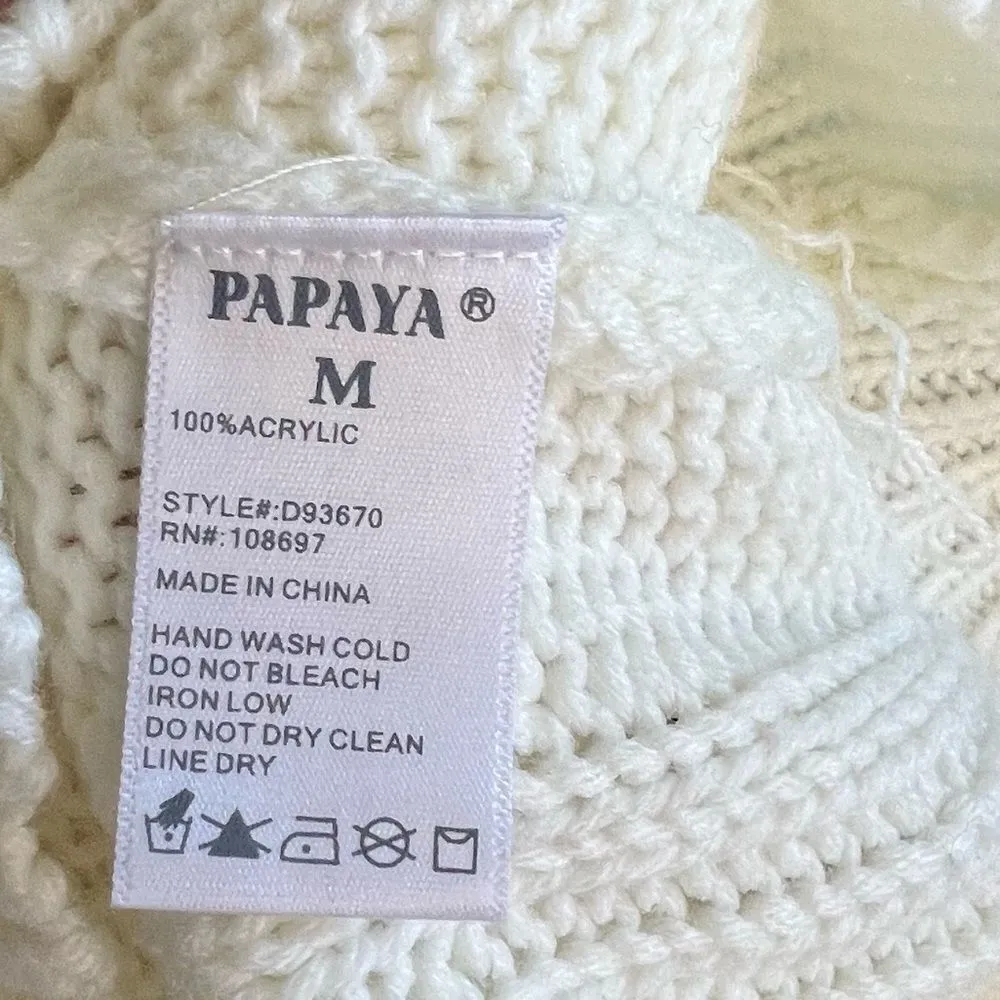 PAPAYA ®
M
100%ACRYLIC
STYLE#:D93670
RN#:108697
MADE IN CHINA
HAND WASH COLD
DO NOT BLEACH
IRON LOW
DO NOT DRY CLEAN
LINE DRY